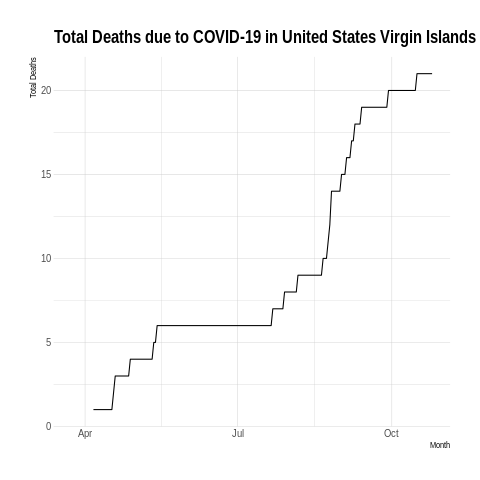 Total Deaths due to COVID-19 in United States Virgin Islands
Total Deaths
20
15
10
5
0
Apr Jul Oct
Month